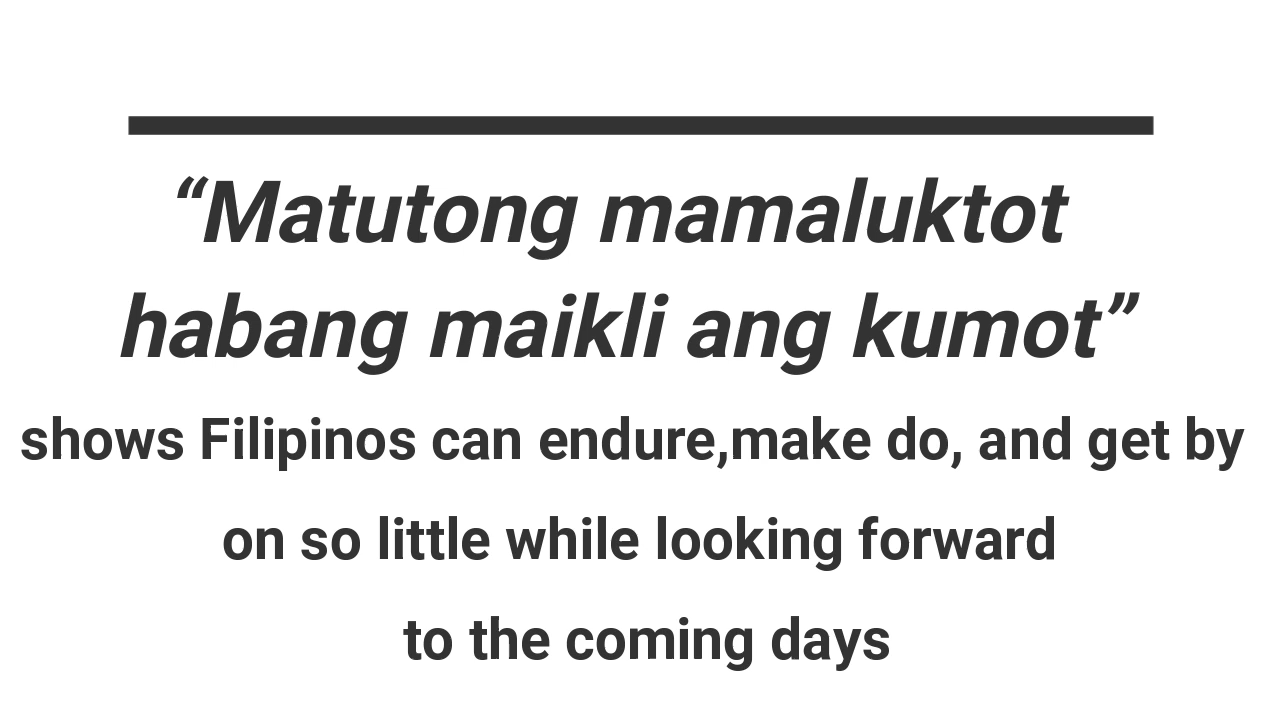 “Matutong mamaluktot
habang maikli ang kumot”
shows Filipinos can endure,make do, and get by
on so little while looking forward
to the coming days